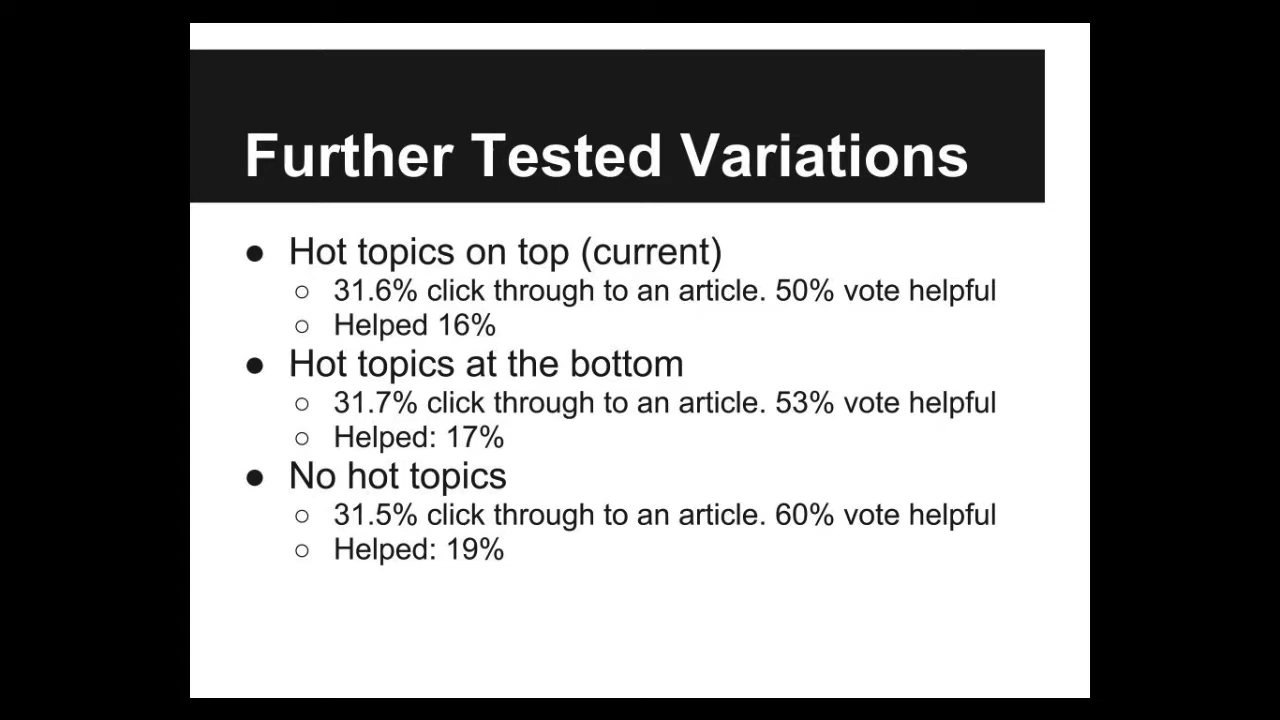 Further Tested Variations
● Hot topics on top (current)
○ 31.6% click through to an article. 50% vote helpful
○ Helped 16%
● Hot topics at the bottom
○ 31.7% click through to an article. 53% vote helpful
○ Helped: 17%
● No hot topics
○ 31.5% click through to an article. 60% vote helpful
○ Helped: 19%